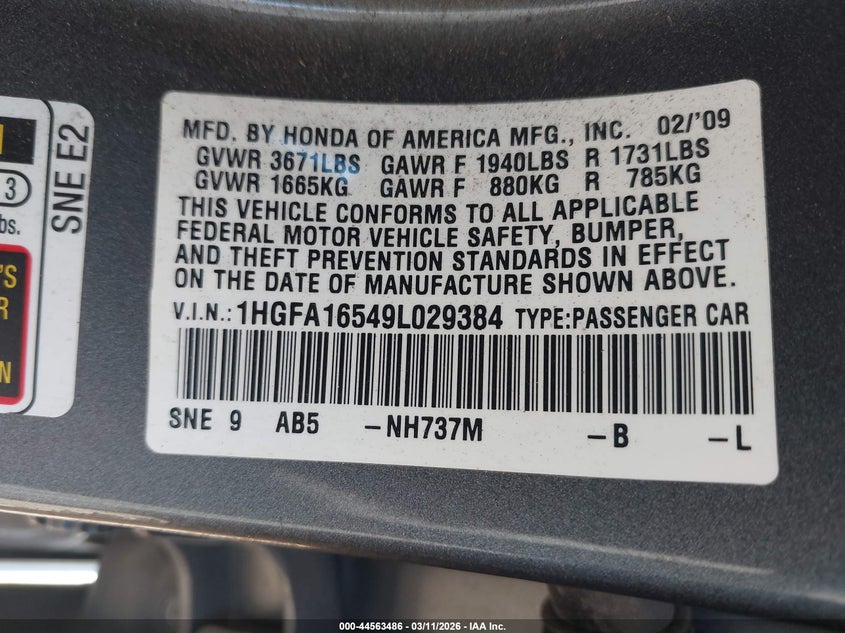 3
bs.
'S
R
N
SNE E2
MFD. BY HONDA OF AMERICA MFG., INC. 02/'09
GVWR 3671LBS GAWR F 1940LBS R 1731LBS
GVWR 1665KG GAWR F 880KG R 785KG
THIS VEHICLE CONFORMS TO ALL APPLICABLE
FEDERAL MOTOR VEHICLE SAFETY, BUMPER,
AND THEFT PREVENTION STANDARDS IN EFFECT
ON THE DATE OF MANUFACTURE SHOWN ABOVE.
V.I.N.: 1HGFA16549L029384 TYPE:PASSENGER CAR
SNE 9 AB5 -NH737M -B -L
000-44563486 - 03/11/2026 - IAA Inc.